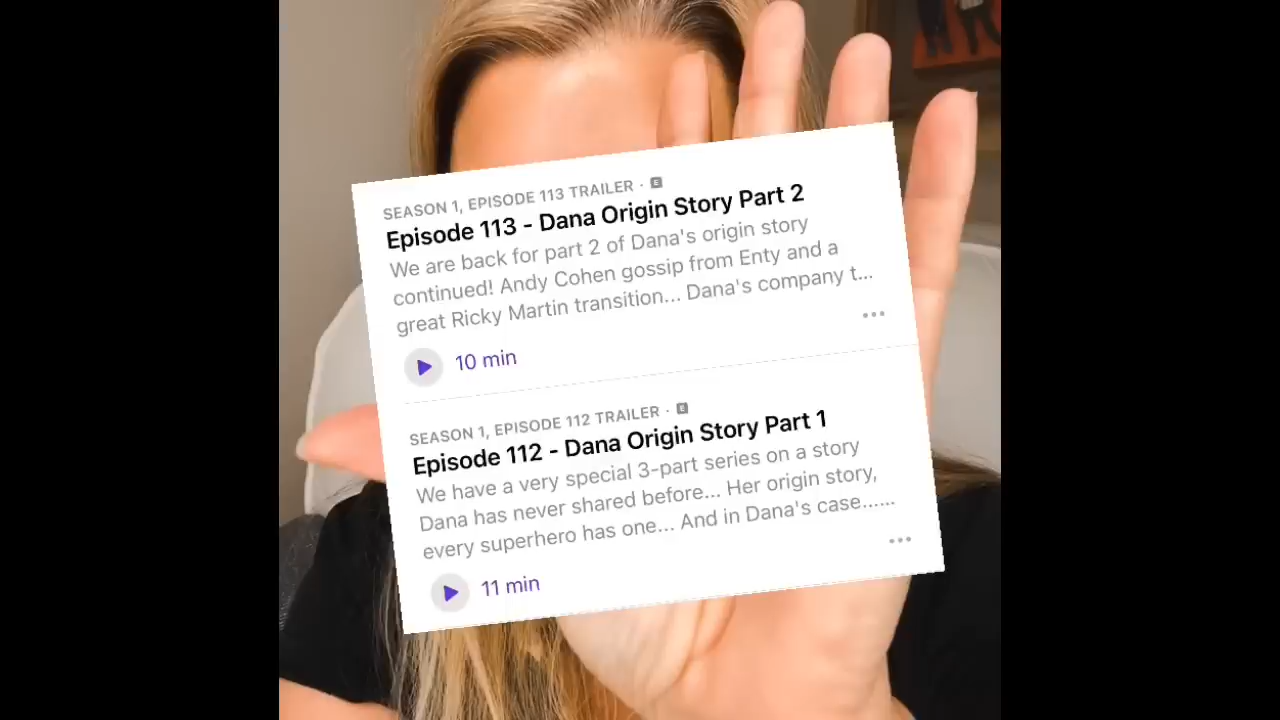 SEASON 1, EPISODE 113 TRAILER · E
Episode 113 - Dana Origin Story Part 2
We are back for part 2 of Dana's origin story
continued! Andy Cohen gossip from Enty and a
great Ricky Martin transition... Dana's company t...
10 min
SEASON 1, EPISODE 112 TRAILER · E
Episode 112 - Dana Origin Story Part 1
We have a very special 3-part series on a story
Dana has never shared before... Her origin story,
every superhero has one... And in Dana's case......
11 min